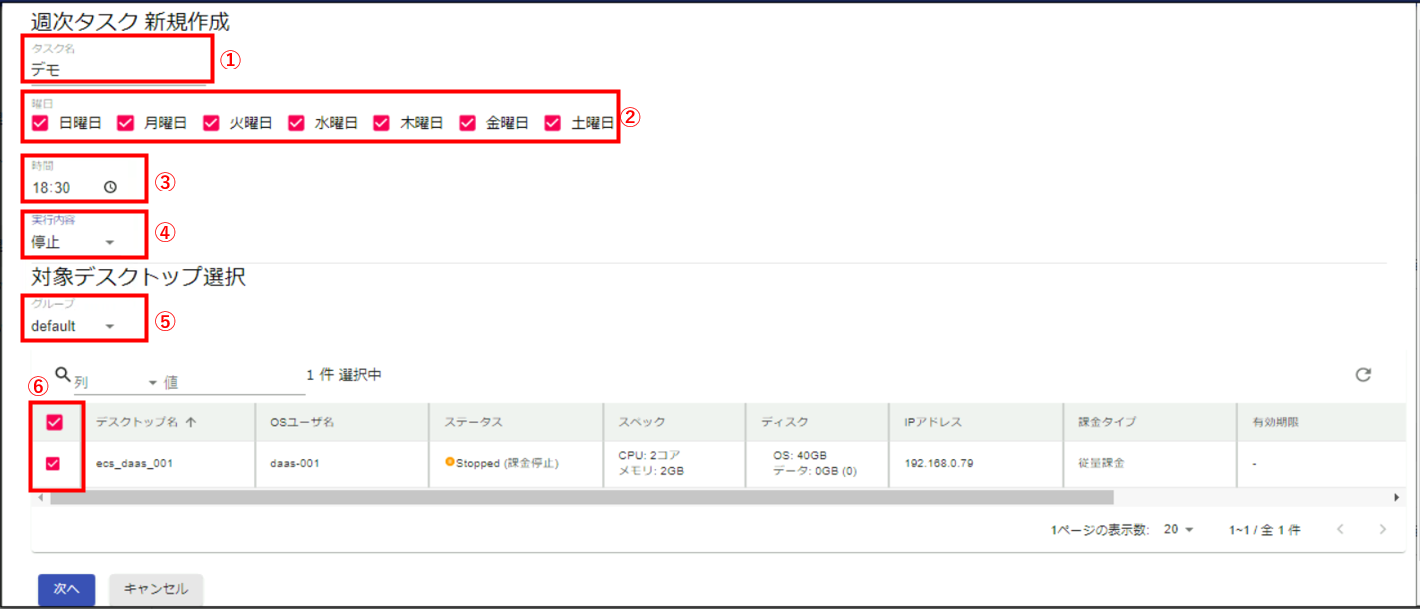 週次タスク 新規作成
タスク名
デモ
①
曜日
日曜日 月曜日 火曜日 水曜日 木曜日 金曜日 土曜日
②
時間
18:30
③
実行内容
停止
④
対象デスクトップ選択
グループ
default
⑤
列 値 1 件 選択中
⑥
デスクトップ名 ↑ OSユーザ名 ステータス スペック ディスク IPアドレス 課金タイプ 有効期限
ecs_daas_001 daas-001 Stopped (課金停止) CPU: 2コア OS: 40GB 192.168.0.79 従量課金 -
メモリ: 2GB データ: 0GB (0)
1ページの表示数: 20 1~1 / 全 1 件
次へ キャンセル